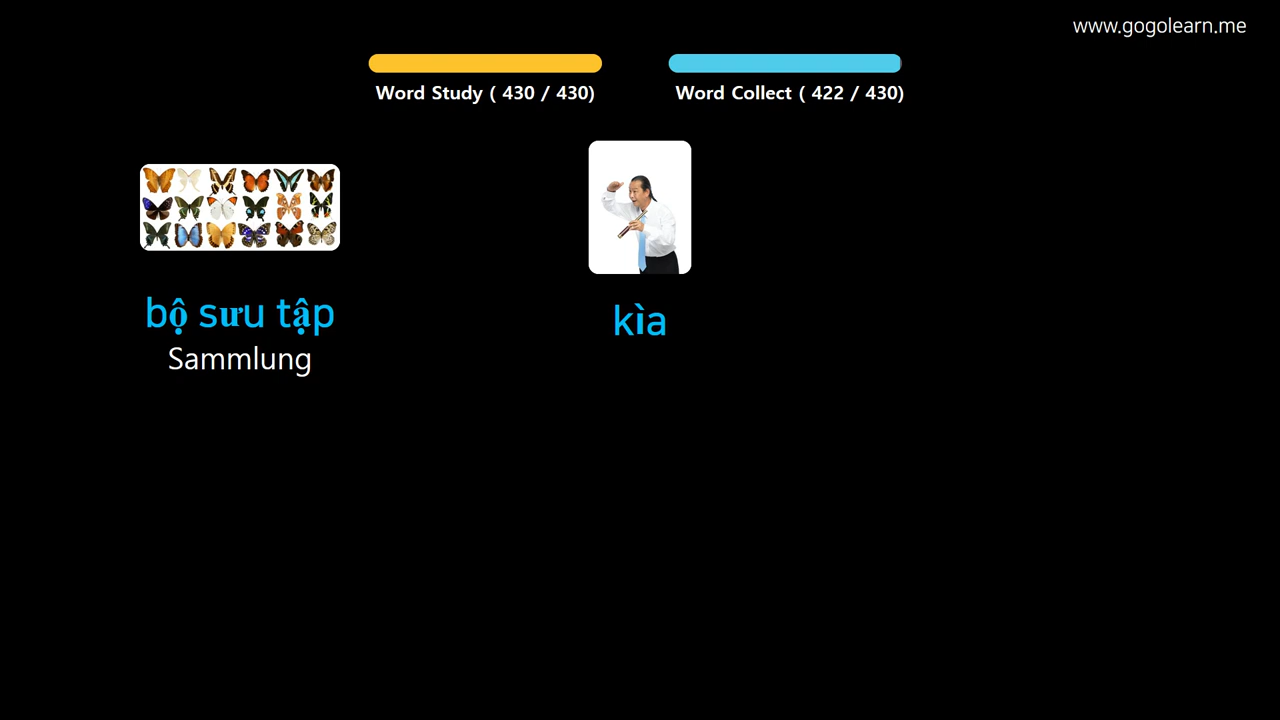 www.gogolearn.me
Word Study ( 430 / 430)
Word Collect ( 422 / 430)
bộ sưu tập
Sammlung
kìa